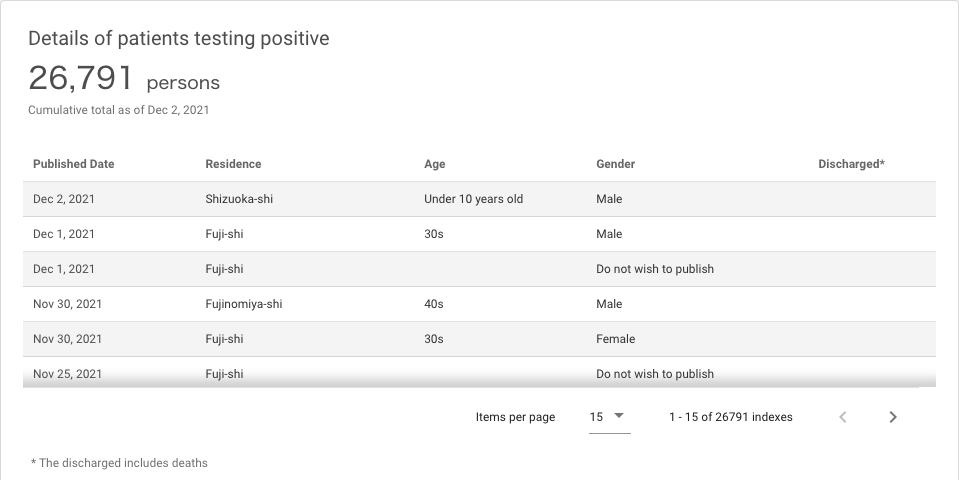 Details of patients testing positive
26,791 persons
Cumulative total as of Dec 2, 2021
Published Date Residence Age Gender Discharged*
Dec 2, 2021 Shizuoka-shi Under 10 years old Male
Dec 1, 2021 Fuji-shi 30s Male
Dec 1, 2021 Fuji-shi Do not wish to publish
Nov 30, 2021 Fujinomiya-shi 40s Male
Nov 30, 2021 Fuji-shi 30s Female
Nov 25, 2021 Fuji-shi Do not wish to publish
Items per page 15 1 - 15 of 26791 indexes
* The discharged includes deaths